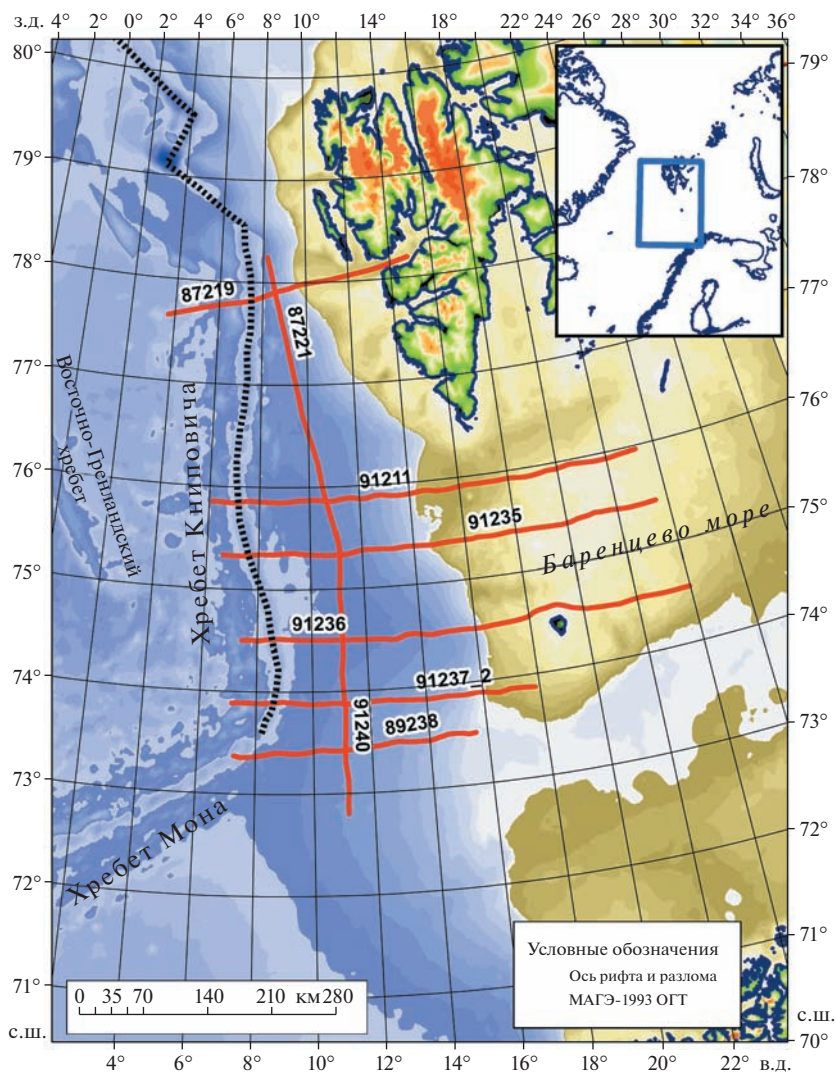 з.д. 4° 2° 0° 2° 4° 6° 8° 10° 14° 18° 22° 24° 26° 28° 30° 32° 34° 36°
80°
79°
79°
78°
78°
87219
87221
77°
77°
Восточно-Гренландский
хребет
Хребет Книповича
76°
76°
91211
91235
75°
Баренцево море
75°
91236
74°
74°
91237_2
91240
89238
73°
73°
Хребет Мона
72°
72°
71°
71°
Условные обозначения
Ось рифта и разлома
МАГЭ-1993 ОГТ
0 35 70 140 210 км280
с.ш.
с.ш.
70°
4° 6° 8° 10° 12° 14° 16° 18° 20° 22° в.д.